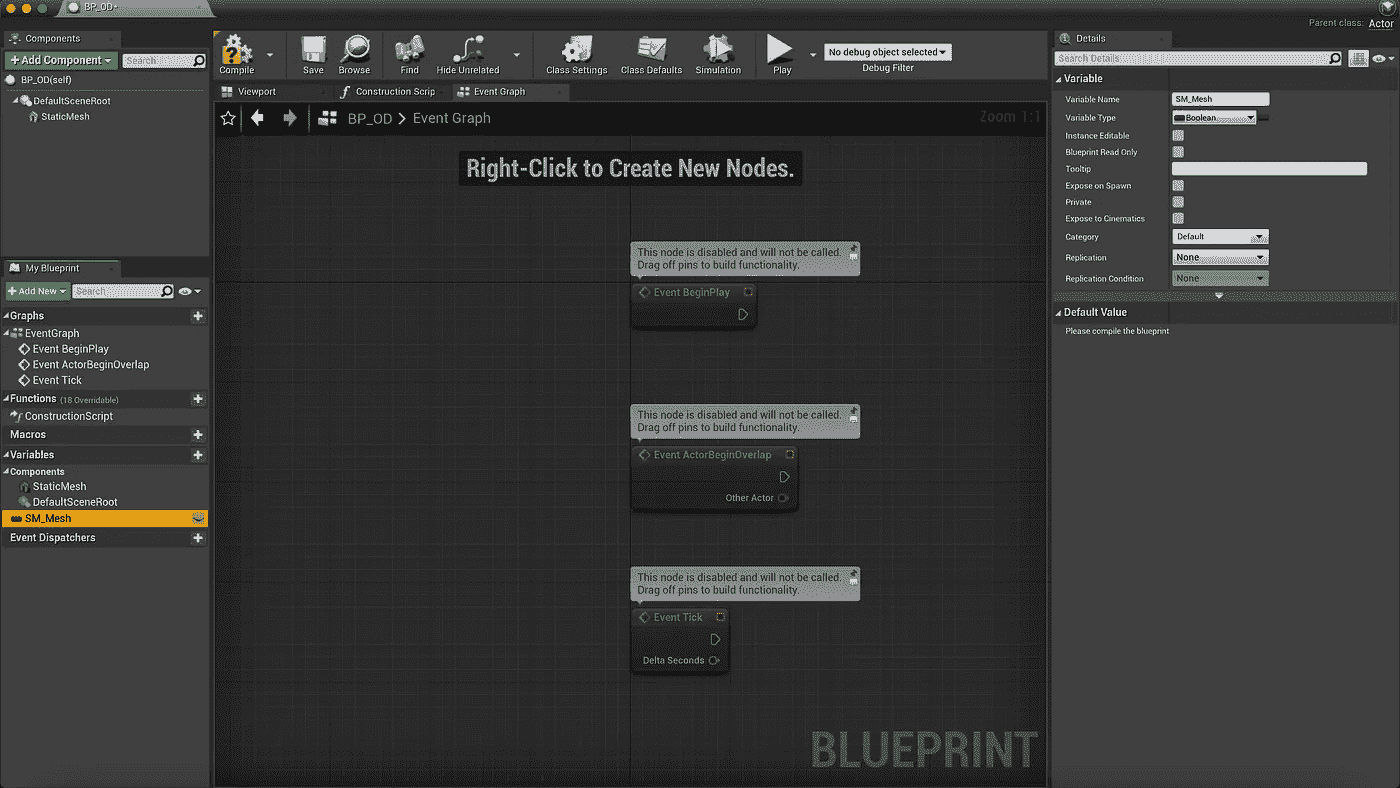 BP_OD*
Parent class: Actor
Components
+ Add Component
Search
BP_OD(self)
DefaultSceneRoot
StaticMesh
My Blueprint
+ Add New
Search
Graphs
EventGraph
Event BeginPlay
Event ActorBeginOverlap
Event Tick
Functions (18 Overridable)
ConstructionScript
Macros
Variables
Components
StaticMesh
DefaultSceneRoot
SM_Mesh
Event Dispatchers
Compile
Save
Browse
Find
Hide Unrelated
Class Settings
Class Defaults
Simulation
Play
No debug object selected
Debug Filter
Viewport
Construction Scrip
Event Graph
BP_OD > Event Graph
Zoom 1:1
Right-Click to Create New Nodes.
This node is disabled and will not be called.
Drag off pins to build functionality.
Event BeginPlay
This node is disabled and will not be called.
Drag off pins to build functionality.
Event ActorBeginOverlap
Other Actor
This node is disabled and will not be called.
Drag off pins to build functionality.
Event Tick
Delta Seconds
BLUEPRINT
Details
Search Details
Variable
Variable Name SM_Mesh
Variable Type Boolean
Instance Editable
Blueprint Read Only
Tooltip
Expose on Spawn
Private
Expose to Cinematics
Category Default
Replication None
Replication Condition None
Default Value
Please compile the blueprint